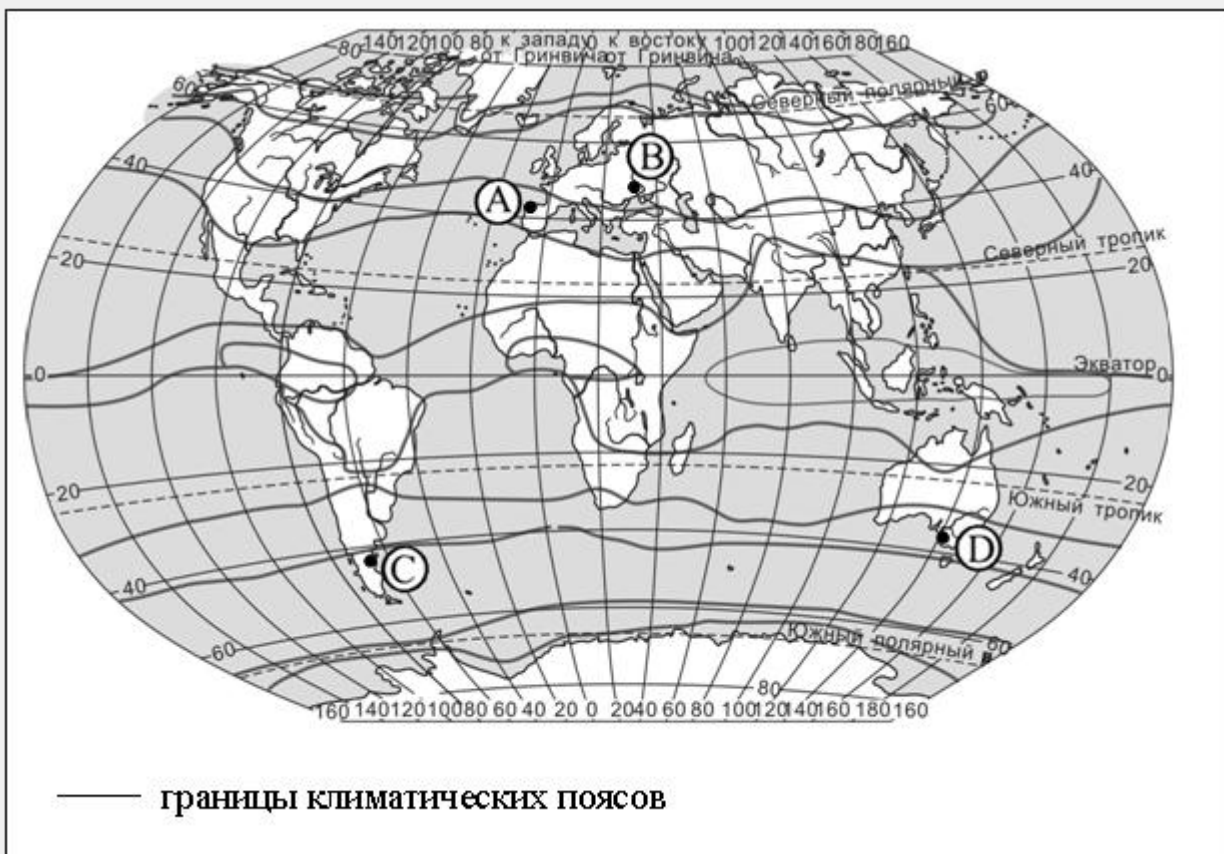 140 120 100 80 к западу 0 к востоку 100 120 140 160 180 160
80 от Гринвича от Гринвича
60 Северный полярный 60
B
40 40
A
Северный тропик
20 20
Экватор
0 0
20 20
Южный тропик
D
C
40 40
60 Южный полярный 60
80
160 140 120 100 80 60 40 20 0 20 40 60 80 100 120 140 160 180 160
границы климатических поясов